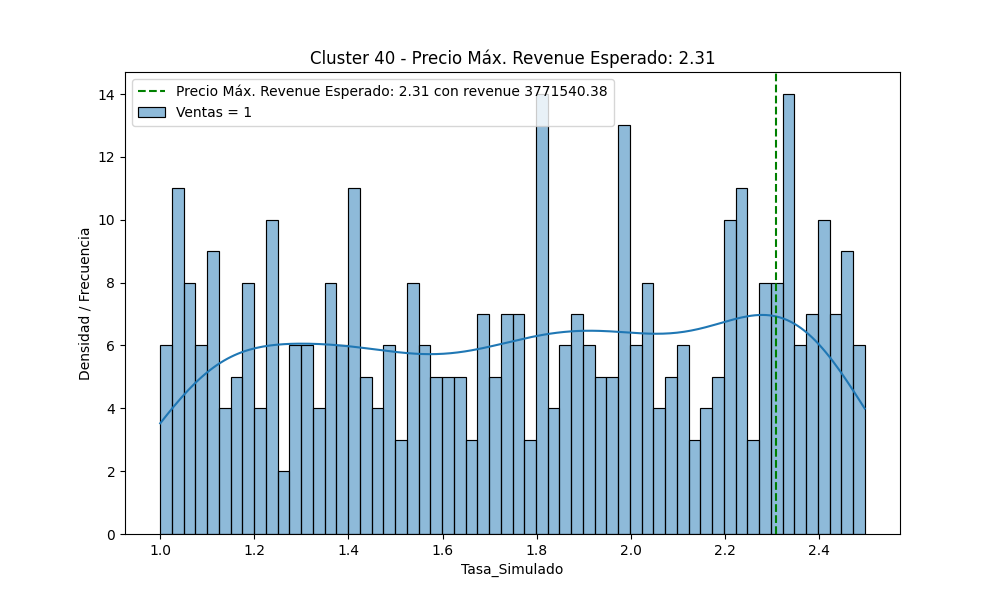 Cluster 40 - Precio Máx. Revenue Esperado: 2.31
Precio Máx. Revenue Esperado: 2.31 con revenue 3771540.38
Ventas = 1
Densidad / Frecuencia
14
12
10
8
6
4
2
0
1.0 1.2 1.4 1.6 1.8 2.0 2.2 2.4
Tasa_Simulado